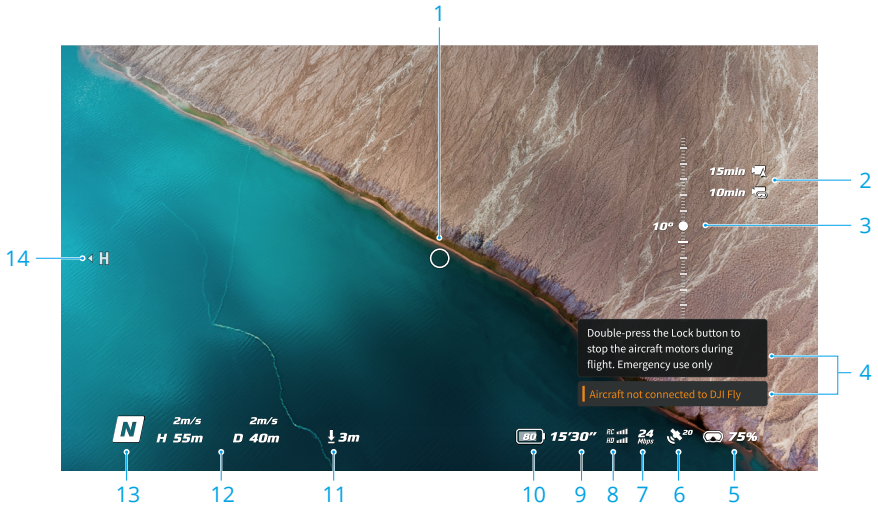 1
15min
10min
2
10°
3
14
H
Double-press the Lock button to
stop the aircraft motors during
flight. Emergency use only
Aircraft not connected to DJI Fly
4
N
2m/s
H 55m
2m/s
D 40m
3m
80
15'30"
RC
HD
24
Mbps
20
75%
13
12
11
10
9
8
7
6
5